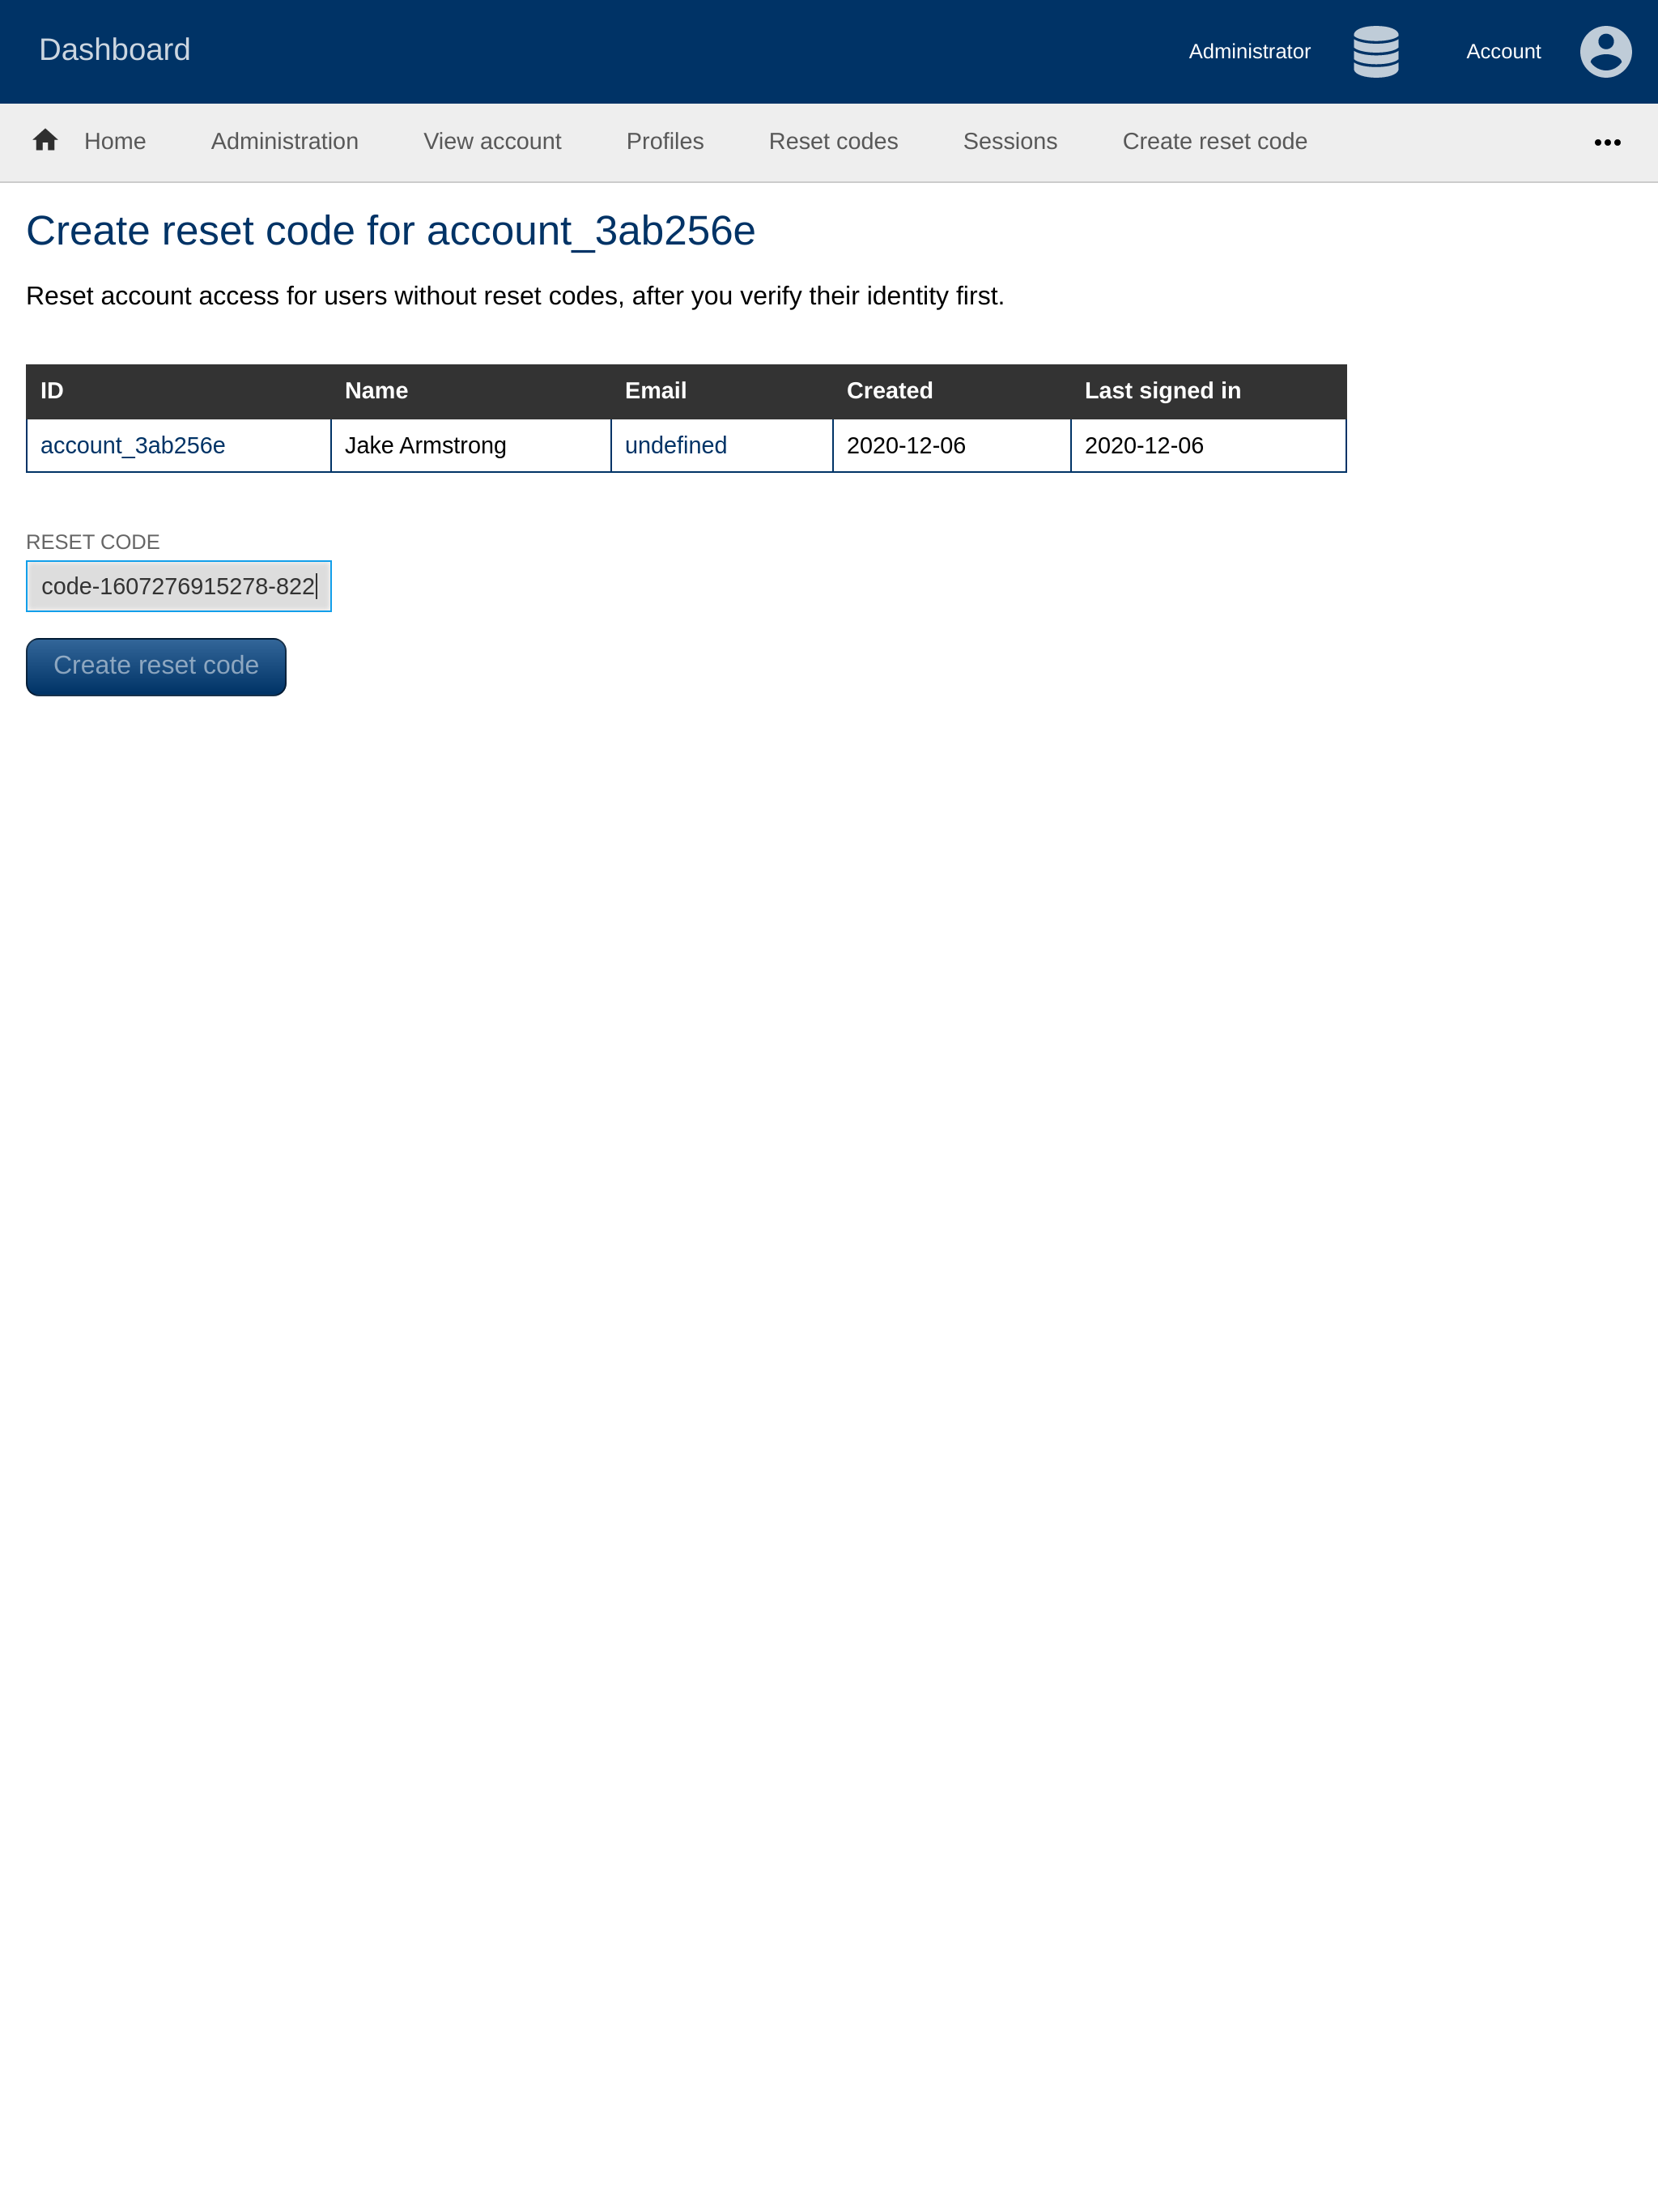 Dashboard
Administrator Account
Home Administration View account Profiles Reset codes Sessions Create reset code
Create reset code for account_3ab256e
Reset account access for users without reset codes, after you verify their identity first.
ID Name Email Created Last signed in
account_3ab256e Jake Armstrong undefined 2020-12-06 2020-12-06
RESET CODE
code-1607276915278-822
Create reset code